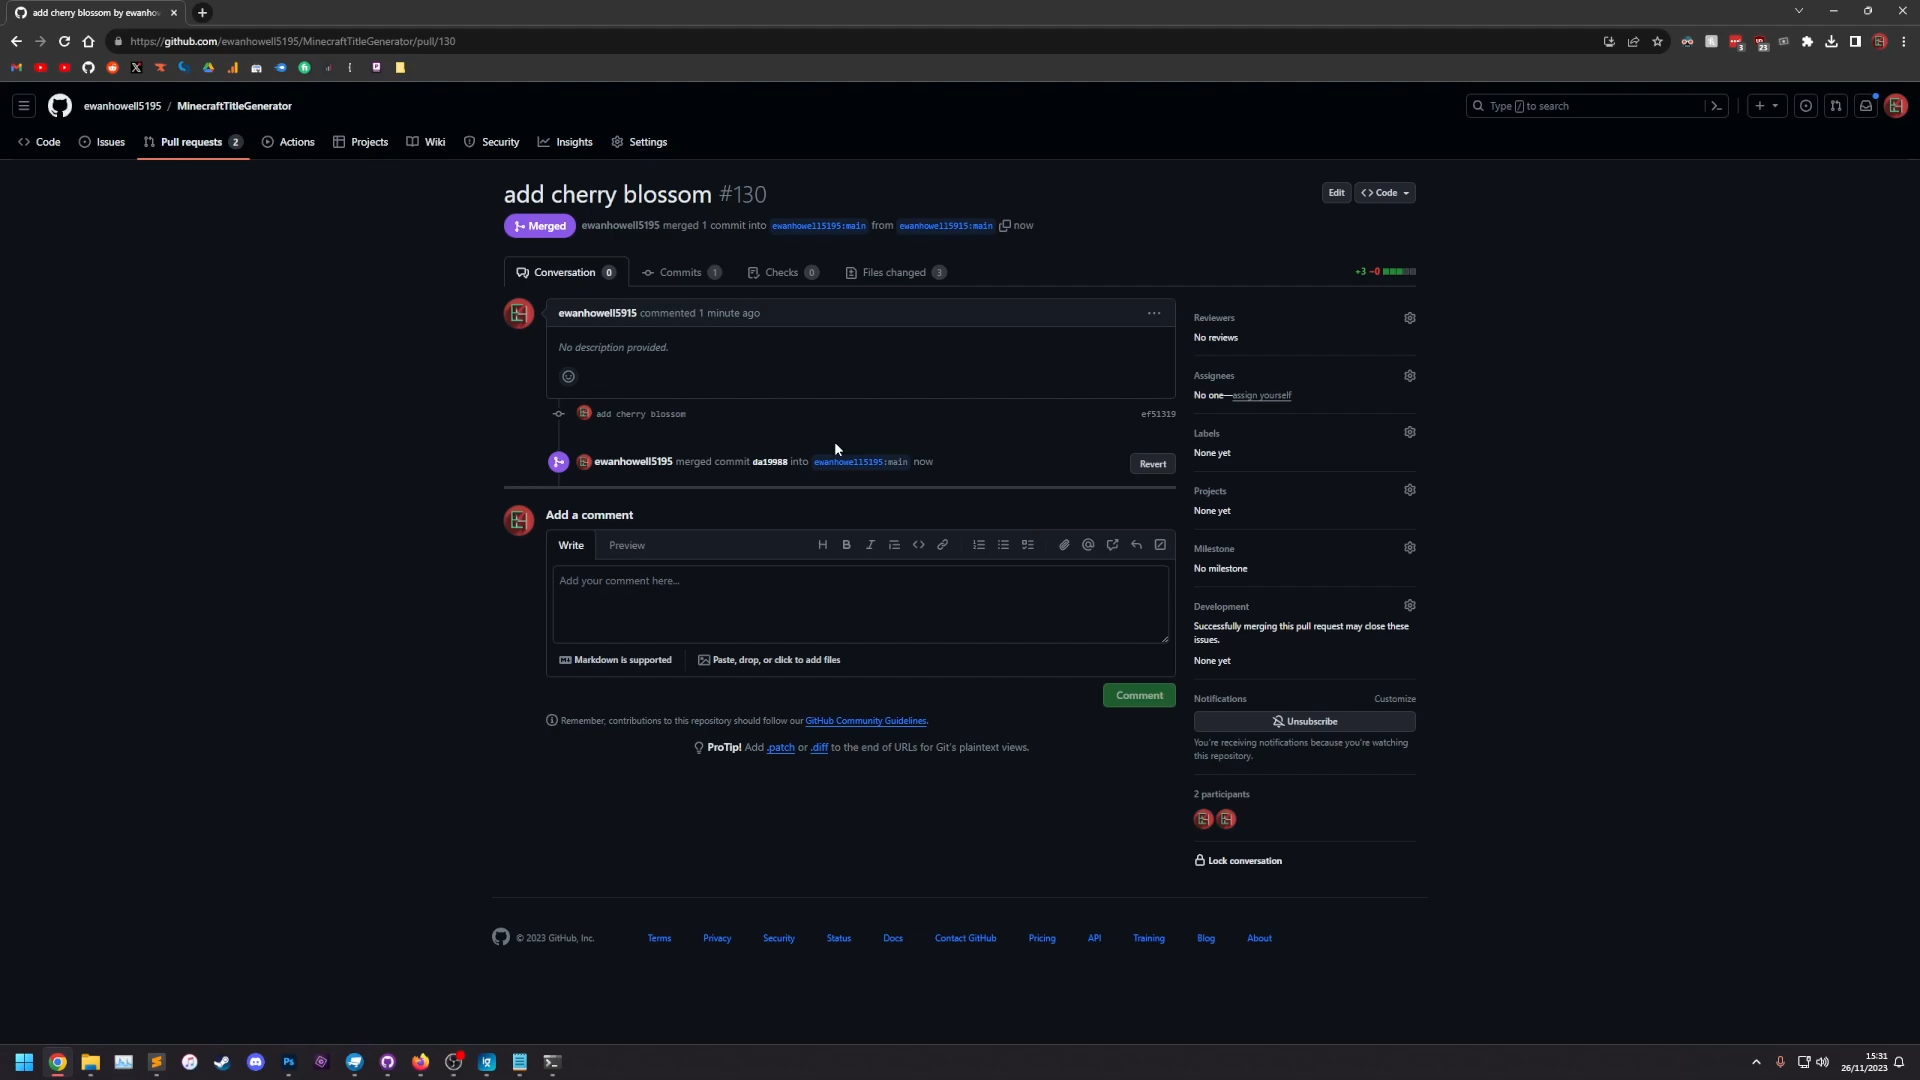 add cherry blossom by ewanho
https://github.com/ewanhowell5195/MinecraftTitleGenerator/pull/130
3
23
ewanhowell5195 / MinecraftTitleGenerator
Type / to search
Code
Issues
Pull requests 2
Actions
Projects
Wiki
Security
Insights
Settings
add cherry blossom #130
Edit
Code
Merged
ewanhowell5195 merged 1 commit into ewanhowell5195:main from ewanhowell5915:main now
Conversation 0
Commits 1
Checks 0
Files changed 3
+3 −0
ewanhowell5915 commented 1 minute ago
No description provided.
add cherry blossom
ef51319
ewanhowell5195 merged commit da19988 into ewanhowell5195:main now
Revert
Add a comment
Write
Preview
Add your comment here...
Markdown is supported
Paste, drop, or click to add files
Comment
Remember, contributions to this repository should follow our GitHub Community Guidelines.
ProTip! Add .patch or .diff to the end of URLs for Git's plaintext views.
Reviewers
No reviews
Assignees
No one—assign yourself
Labels
None yet
Projects
None yet
Milestone
No milestone
Development
Successfully merging this pull request may close these
issues.
None yet
Notifications
Customize
Unsubscribe
You're receiving notifications because you're watching
this repository.
2 participants
Lock conversation
© 2023 GitHub, Inc.
Terms
Privacy
Security
Status
Docs
Contact GitHub
Pricing
API
Training
Blog
About
Ps
15:31
26/11/2023